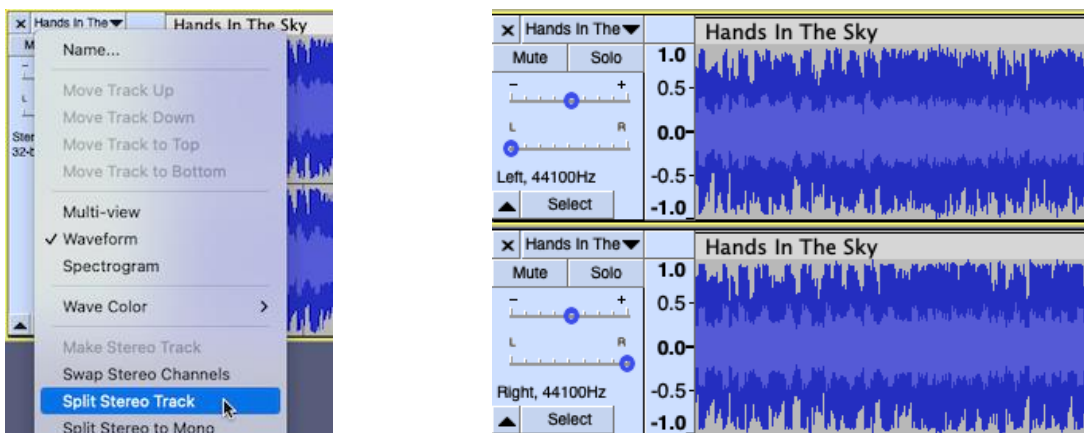 Hands In The
Hands In The Sky
Name...
Move Track Up
Move Track Down
Move Track to Top
Move Track to Bottom
Multi-view
Waveform
Spectrogram
Wave Color
Make Stereo Track
Swap Stereo Channels
Split Stereo Track
Split Stereo to Mono
Hands In The
Hands In The Sky
Mute Solo
1.0
- +
0.5
L R
0.0
Left, 44100Hz
-0.5
Select
-1.0
Hands In The
Hands In The Sky
Mute Solo
1.0
- +
0.5
L R
0.0
Right, 44100Hz
-0.5
Select
-1.0